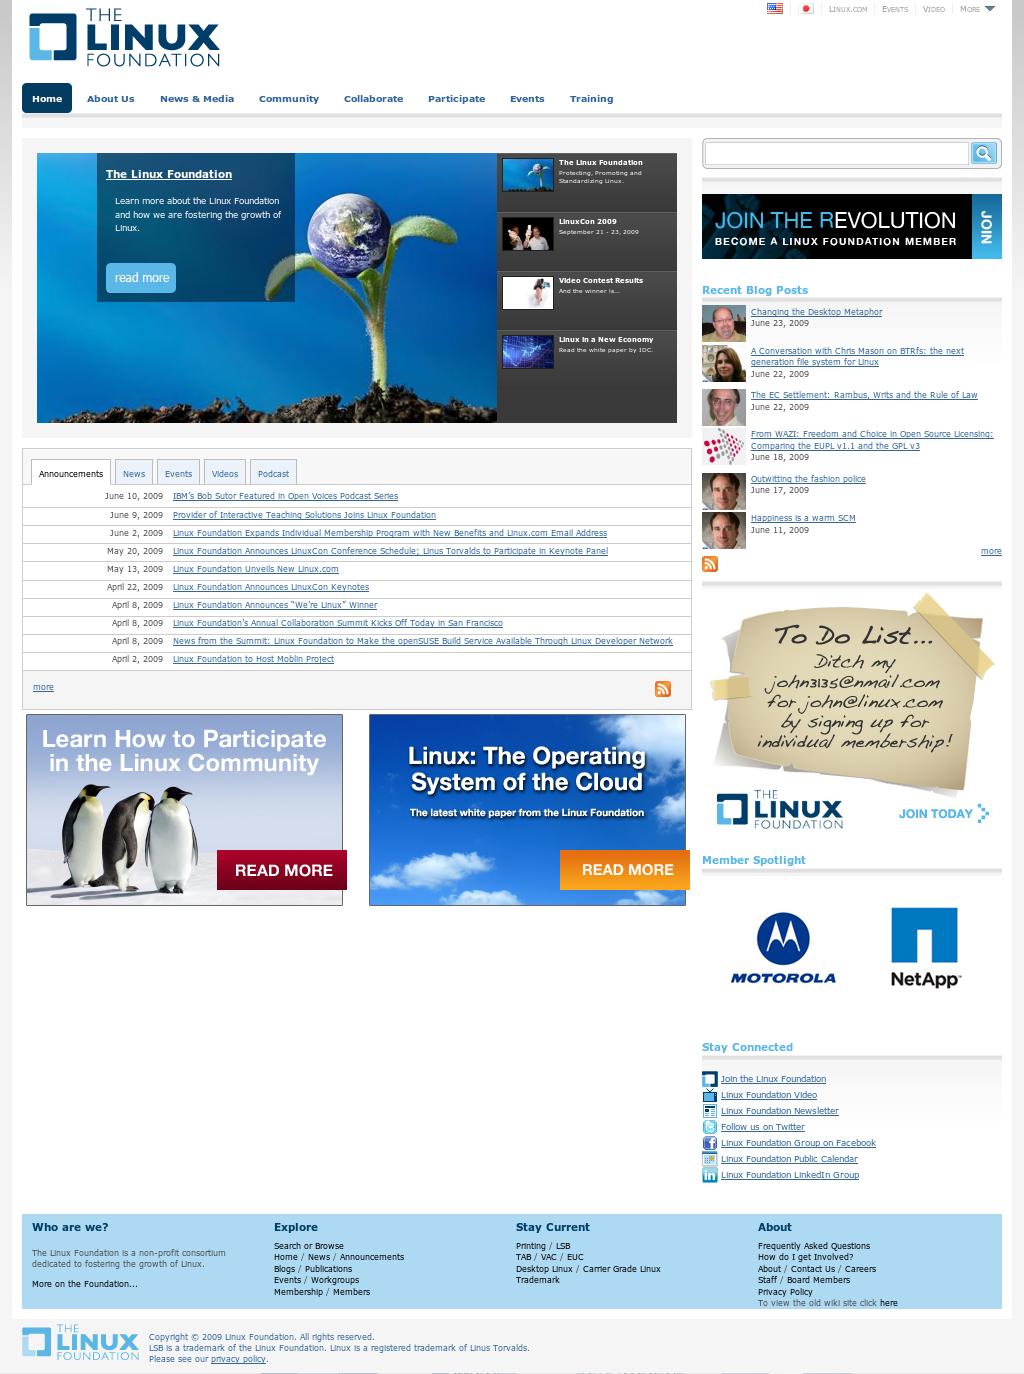 THE
LINUX
FOUNDATION
Linux.com
Events
Video
More
Home
About Us
News & Media
Community
Collaborate
Participate
Events
Training
The Linux Foundation
Learn more about the Linux Foundation
and how we are fostering the growth of
Linux.
read more
The Linux Foundation
Protecting, Promoting and
Standardizing Linux.
LinuxCon 2009
September 21 - 23, 2009
Video Contest Results
And the winner is...
Linux in a New Economy
Read the white paper by IDC.
JOIN THE REVOLUTION
BECOME A LINUX FOUNDATION MEMBER
JOIN
Recent Blog Posts
Changing the Desktop Metaphor
June 23, 2009
A Conversation with Chris Mason on BTRfs: the next
generation file system for Linux
June 22, 2009
The EC Settlement: Rambus, Writs and the Rule of Law
June 22, 2009
From WAZI: Freedom and Choice in Open Source Licensing:
Comparing the EUPL v1.1 and the GPL v3
June 18, 2009
Outwitting the fashion police
June 17, 2009
Happiness is a warm SCM
June 11, 2009
more
Announcements
News
Events
Videos
Podcast
June 10, 2009 IBM's Bob Sutor Featured in Open Voices Podcast Series
June 9, 2009 Provider of Interactive Teaching Solutions Joins Linux Foundation
June 2, 2009 Linux Foundation Expands Individual Membership Program with New Benefits and Linux.com Email Address
May 20, 2009 Linux Foundation Announces LinuxCon Conference Schedule; Linus Torvalds to Participate in Keynote Panel
May 13, 2009 Linux Foundation Unveils New Linux.com
April 22, 2009 Linux Foundation Announces LinuxCon Keynotes
April 8, 2009 Linux Foundation Announces “We're Linux” Winner
April 8, 2009 Linux Foundation's Annual Collaboration Summit Kicks Off Today in San Francisco
April 8, 2009 News from the Summit: Linux Foundation to Make the openSUSE Build Service Available Through Linux Developer Network
April 2, 2009 Linux Foundation to Host Moblin Project
more
To Do List...
Ditch my
john3135@nmail.com
for john@linux.com
by signing up for
individual membership!
THE
LINUX
FOUNDATION
JOIN TODAY
Learn How to Participate
in the Linux Community
READ MORE
Linux: The Operating
System of the Cloud
The latest white paper from the Linux Foundation
READ MORE
Member Spotlight
MOTOROLA
NetApp™
Stay Connected
Join the Linux Foundation
Linux Foundation Video
Linux Foundation Newsletter
Follow us on Twitter
Linux Foundation Group on Facebook
Linux Foundation Public Calendar
Linux Foundation LinkedIn Group
Who are we?
The Linux Foundation is a non-profit consortium
dedicated to fostering the growth of Linux.
More on the Foundation...
Explore
Search or Browse
Home / News / Announcements
Blogs / Publications
Events / Workgroups
Membership / Members
Stay Current
Printing / LSB
TAB / VAC / EUC
Desktop Linux / Carrier Grade Linux
Trademark
About
Frequently Asked Questions
How do I get Involved?
About / Contact Us / Careers
Staff / Board Members
Privacy Policy
To view the old wiki site click here
THE
LINUX
FOUNDATION
Copyright © 2009 Linux Foundation. All rights reserved.
LSB is a trademark of the Linux Foundation. Linux is a registered trademark of Linus Torvalds.
Please see our privacy policy.